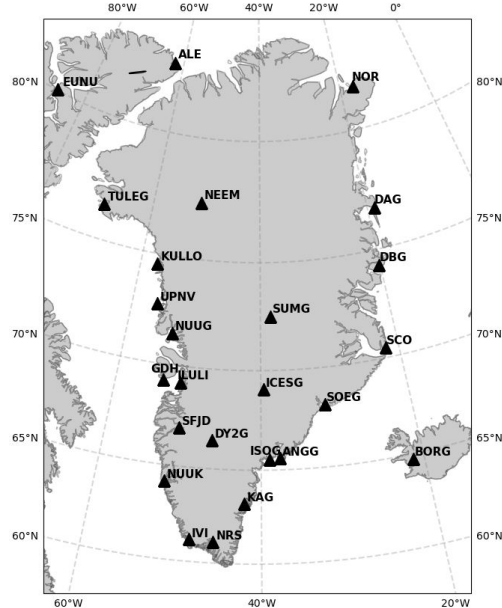 80°W 60°W 40°W 20°W 0°
ALE
80°N EUNU NOR 80°N
TULEG NEEM DAG
75°N 75°N
KULLO DBG
UPNV SUMG
NUUG
70°N SCO 70°N
GDH ILULI ICESG SOEG
SFJD DY2G
65°N ISOG ANGG BORG 65°N
NUUK KAG
60°N IVI NRS 60°N
60°W 40°W 20°W